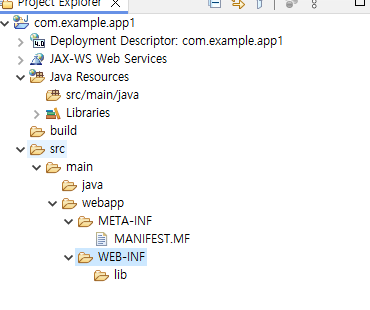 Project Explorer
com.example.app1
Deployment Descriptor: com.example.app1
JAX-WS Web Services
Java Resources
src/main/java
Libraries
build
src
main
java
webapp
META-INF
MANIFEST.MF
WEB-INF
lib